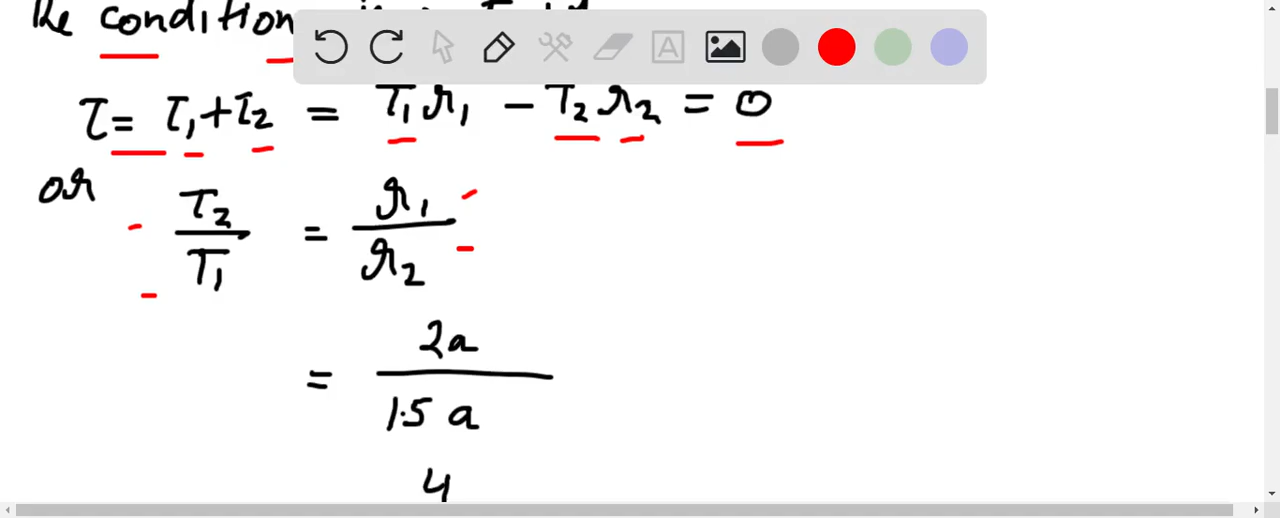 the condition
τ = τ₁ + τ₂ = T₁r₁ − T₂r₂ = 0
or T₂/T₁ = r₁/r₂
= 2a/1.5a
4
A